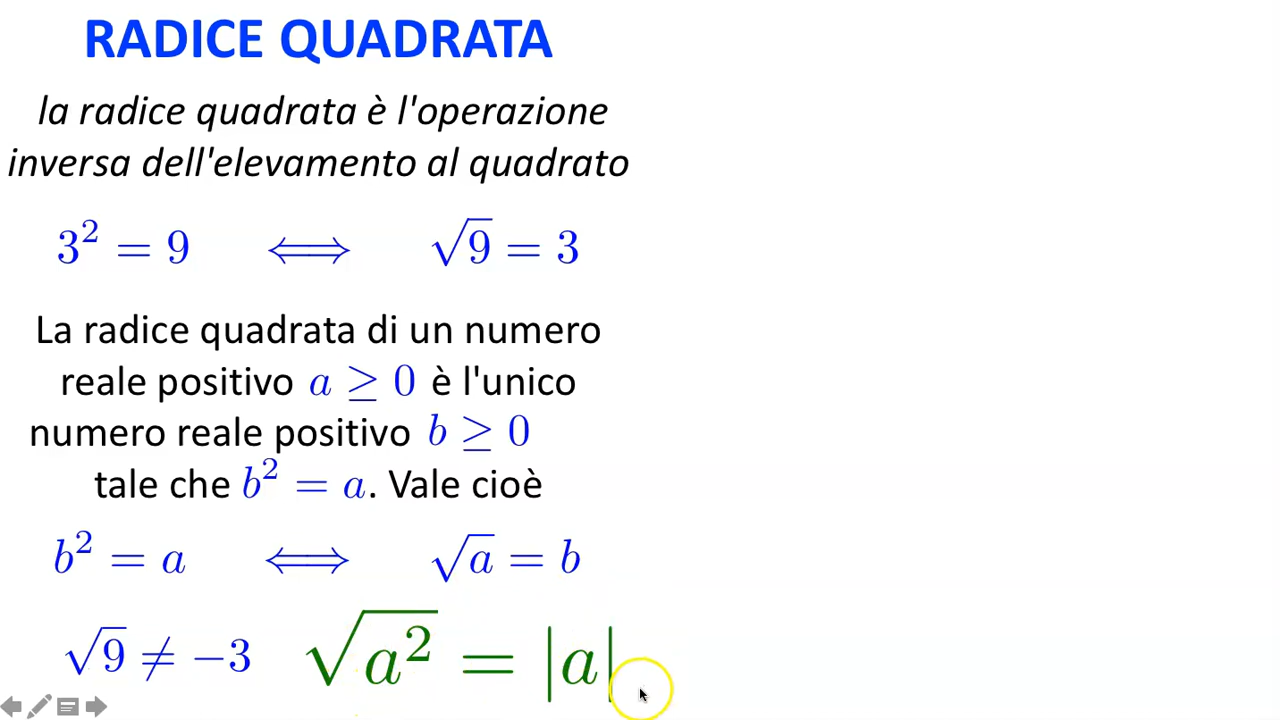 RADICE QUADRATA
la radice quadrata è l'operazione
inversa dell'elevamento al quadrato
3² = 9 ⟺ √9 = 3
La radice quadrata di un numero
reale positivo a ≥ 0 è l'unico
numero reale positivo b ≥ 0
tale che b² = a. Vale cioè
b² = a ⟺ √a = b
√9 ≠ −3 √a² = |a|